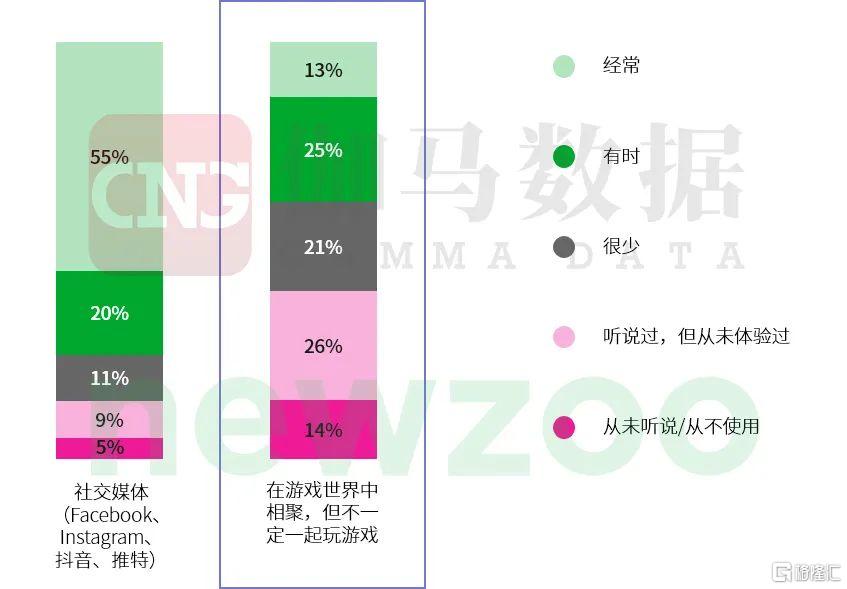 55%
20%
11%
9%
5%
13%
25%
21%
26%
14%
社交媒体
（Facebook、
Instagram、
抖音、推特）
在游戏世界中
相聚，但不一
定一起玩游戏
经常
有时
很少
听说过，但从未体验过
从未听说/从不使用
CNG
马数据
MMA DATA
newzoo
格隆汇